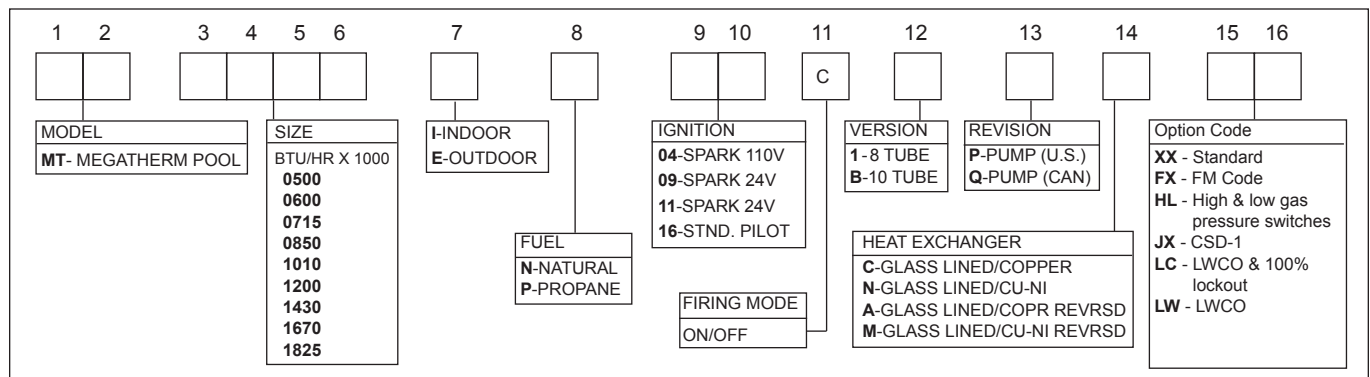 1 2 3 4 5 6 7 8 9 10 11 12 13 14 15 16
C
MODEL
MT- MEGATHERM POOL
SIZE
BTU/HR X 1000
0500
0600
0715
0850
1010
1200
1430
1670
1825
I-INDOOR
E-OUTDOOR
FUEL
N-NATURAL
P-PROPANE
IGNITION
04-SPARK 110V
09-SPARK 24V
11-SPARK 24V
16-STND. PILOT
FIRING MODE
ON/OFF
VERSION
1-8 TUBE
B-10 TUBE
REVISION
P-PUMP (U.S.)
Q-PUMP (CAN)
HEAT EXCHANGER
C-GLASS LINED/COPPER
N-GLASS LINED/CU-NI
A-GLASS LINED/COPR REVRSD
M-GLASS LINED/CU-NI REVRSD
Option Code
XX - Standard
FX - FM Code
HL - High & low gas
pressure switches
JX - CSD-1
LC - LWCO & 100%
lockout
LW - LWCO